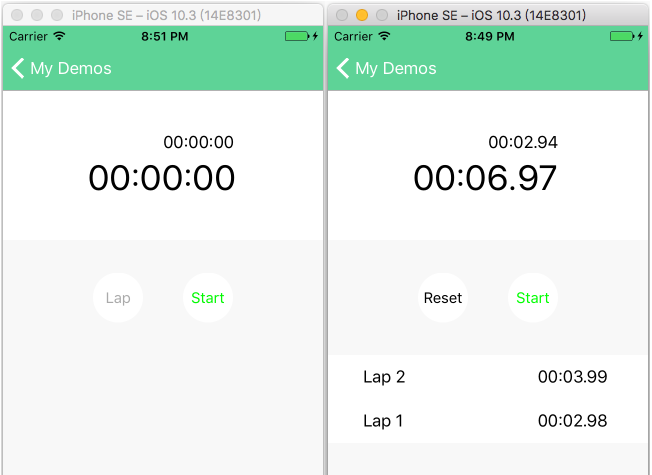 iPhone SE – iOS 10.3 (14E8301)
Carrier 8:51 PM
My Demos
00:00:00
00:00:00
Lap Start
iPhone SE – iOS 10.3 (14E8301)
Carrier 8:49 PM
My Demos
00:02.94
00:06.97
Reset Start
Lap 2 00:03.99
Lap 1 00:02.98